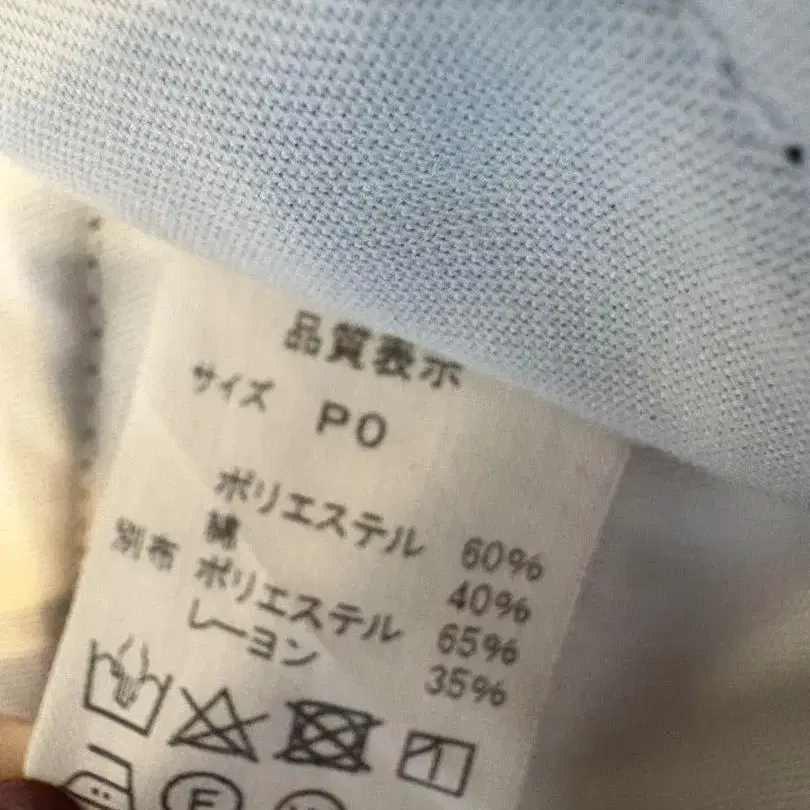 品質表示
サイズ P0
ポリエステル 60%
綿 40%
別布 ポリエステル 65%
レーヨン 35%